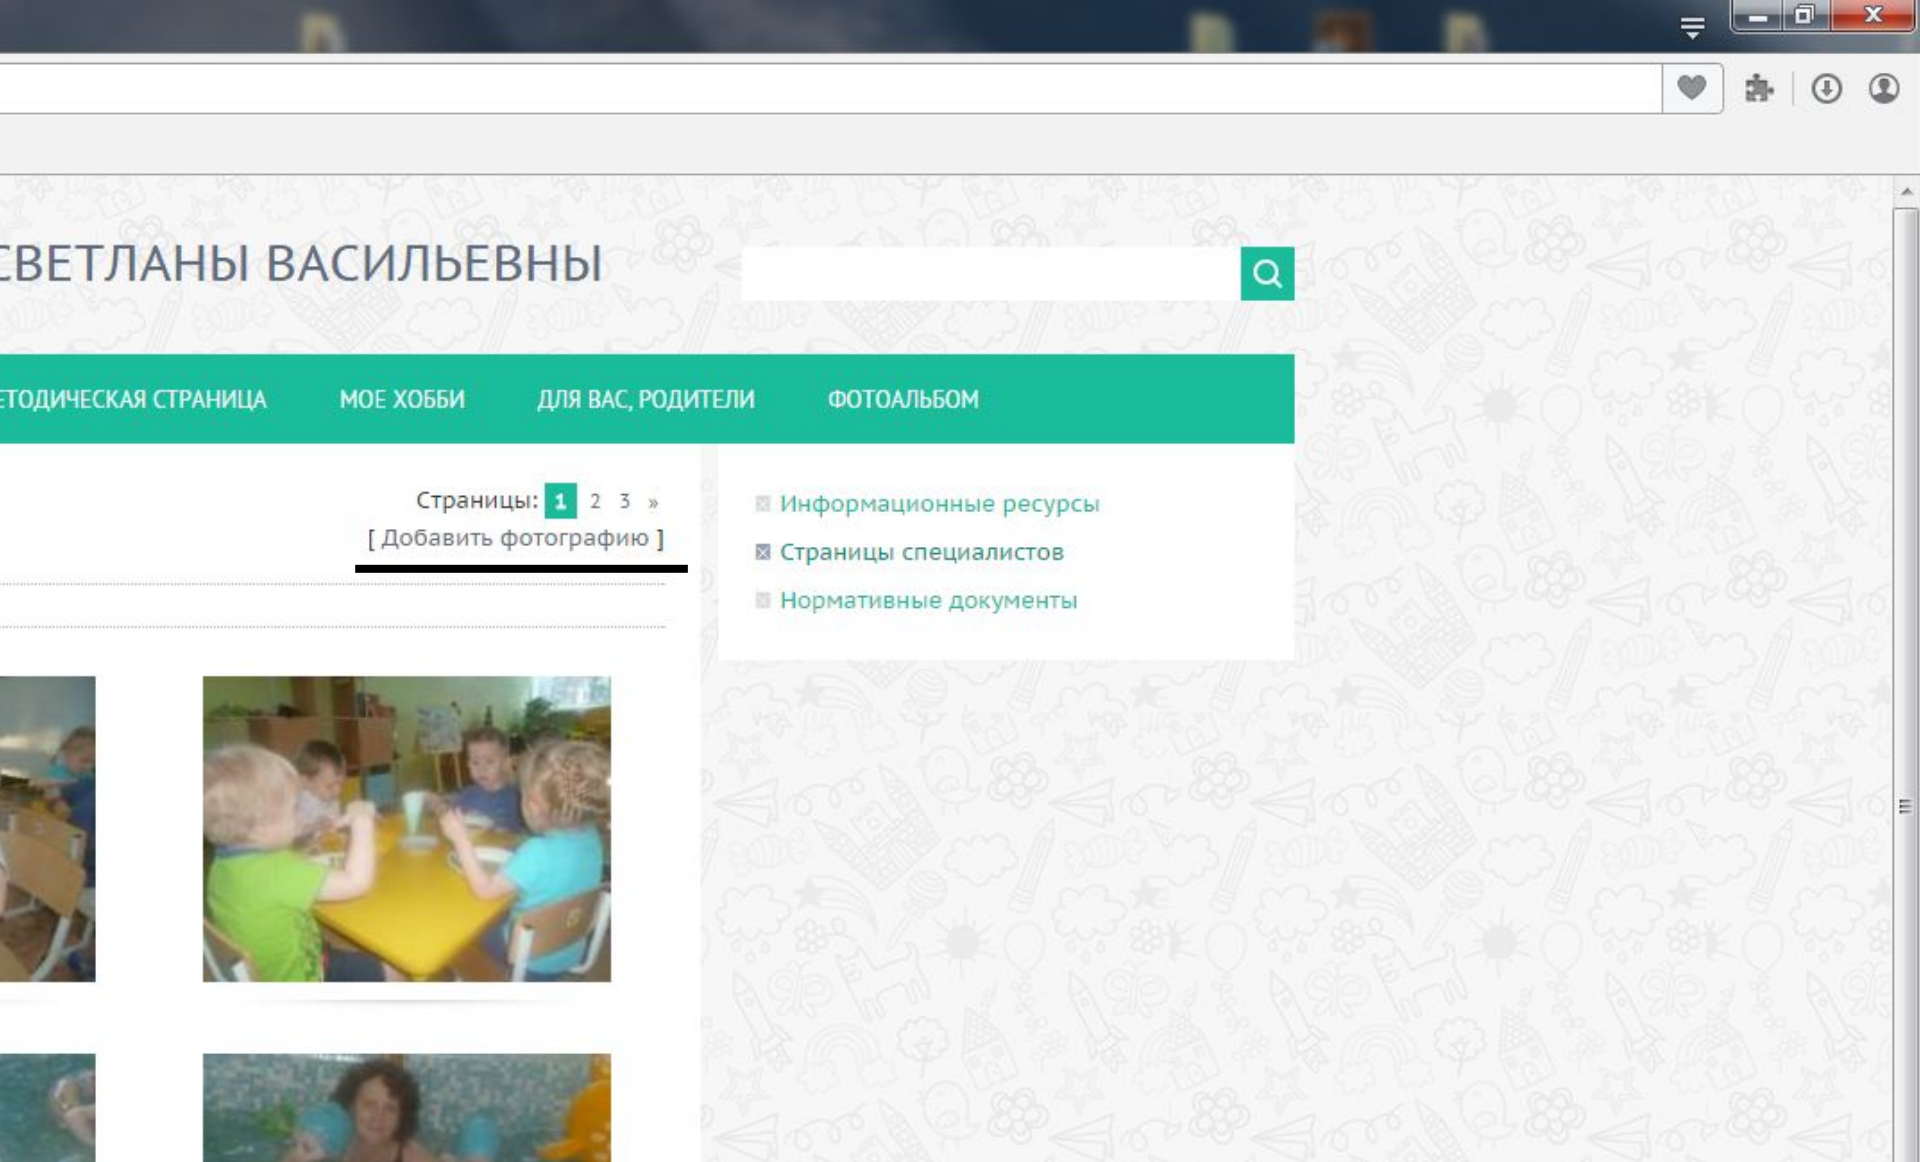 СВЕТЛАНЫ ВАСИЛЬЕВНЫ
ЕТОДИЧЕСКАЯ СТРАНИЦА МОЕ ХОББИ ДЛЯ ВАС, РОДИТЕЛИ ФОТОАЛЬБОМ
Страницы: 1 2 3 »
[ Добавить фотографию ]
Информационные ресурсы
Страницы специалистов
Нормативные документы